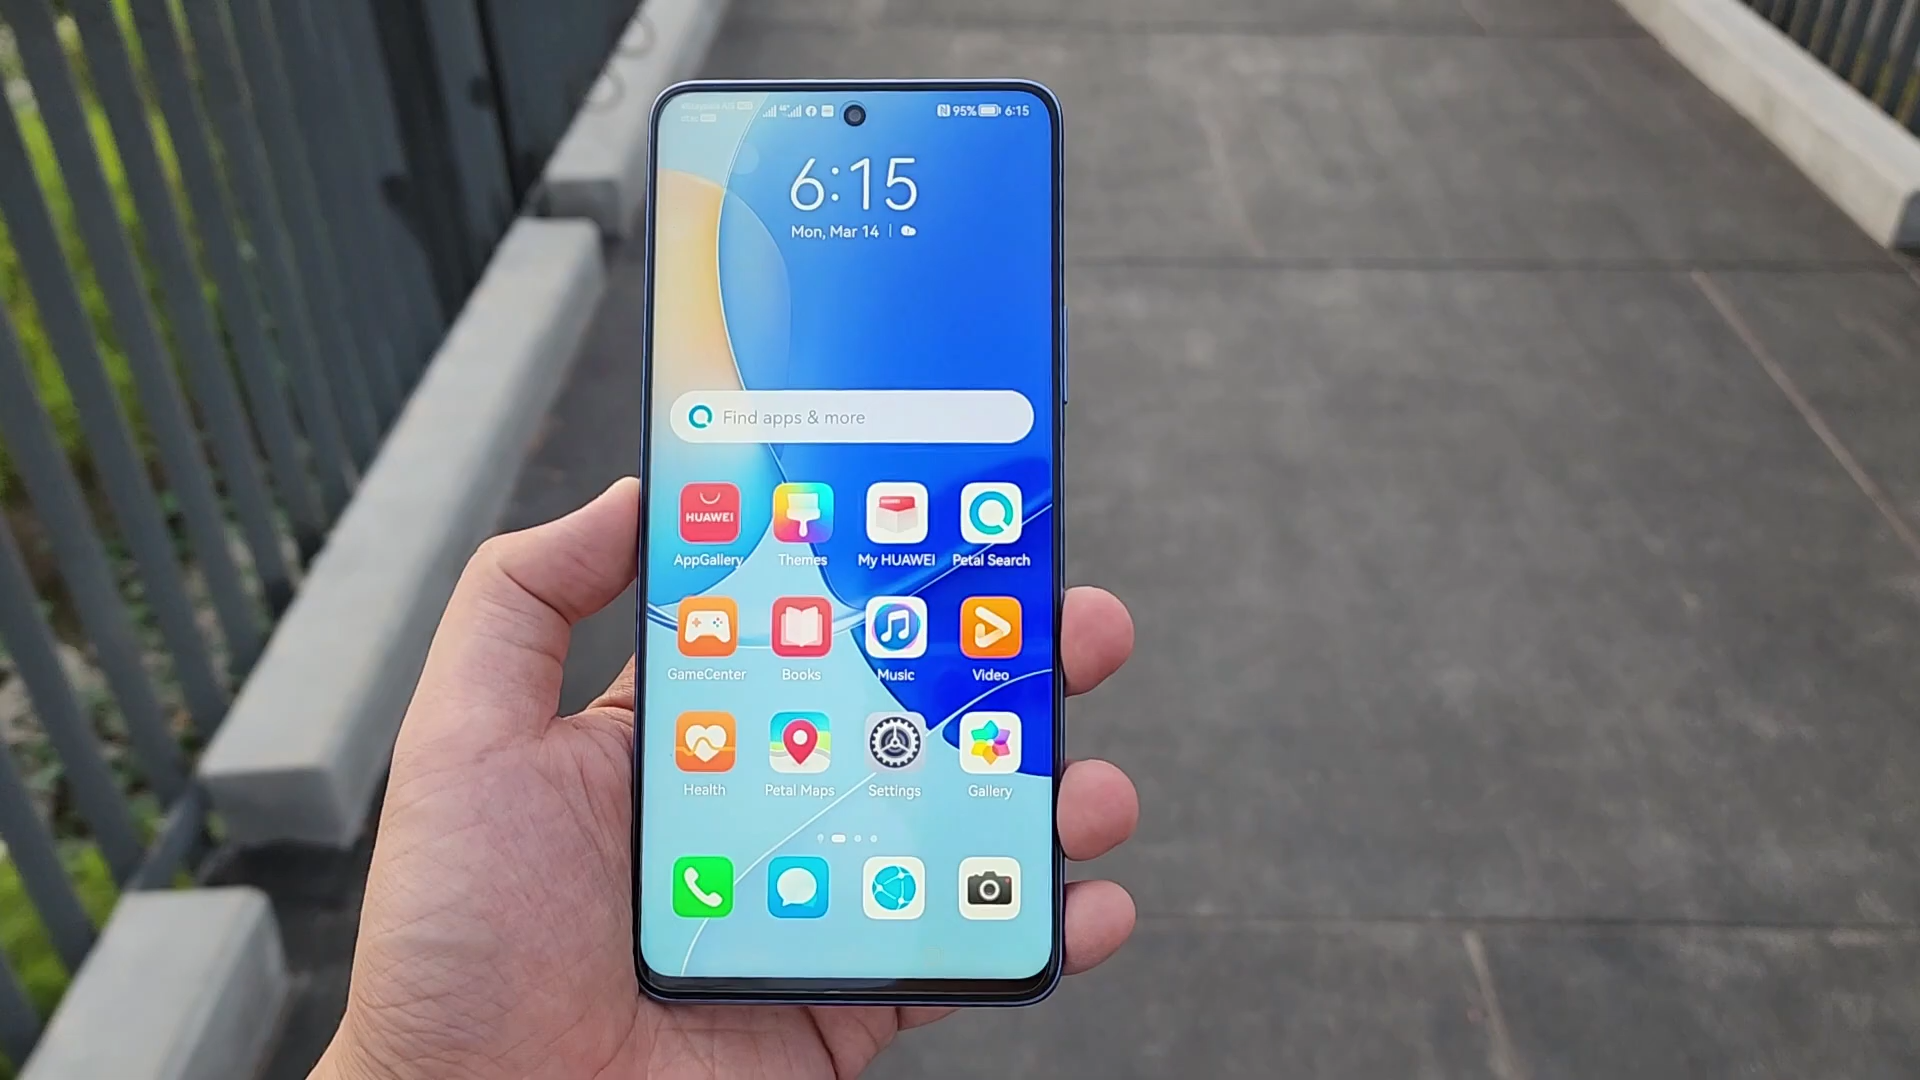 95% 6:15
6:15
Mon, Mar 14
Find apps & more
HUAWEI
AppGallery Themes My HUAWEI Petal Search
GameCenter Books Music Video
Health Petal Maps Settings Gallery